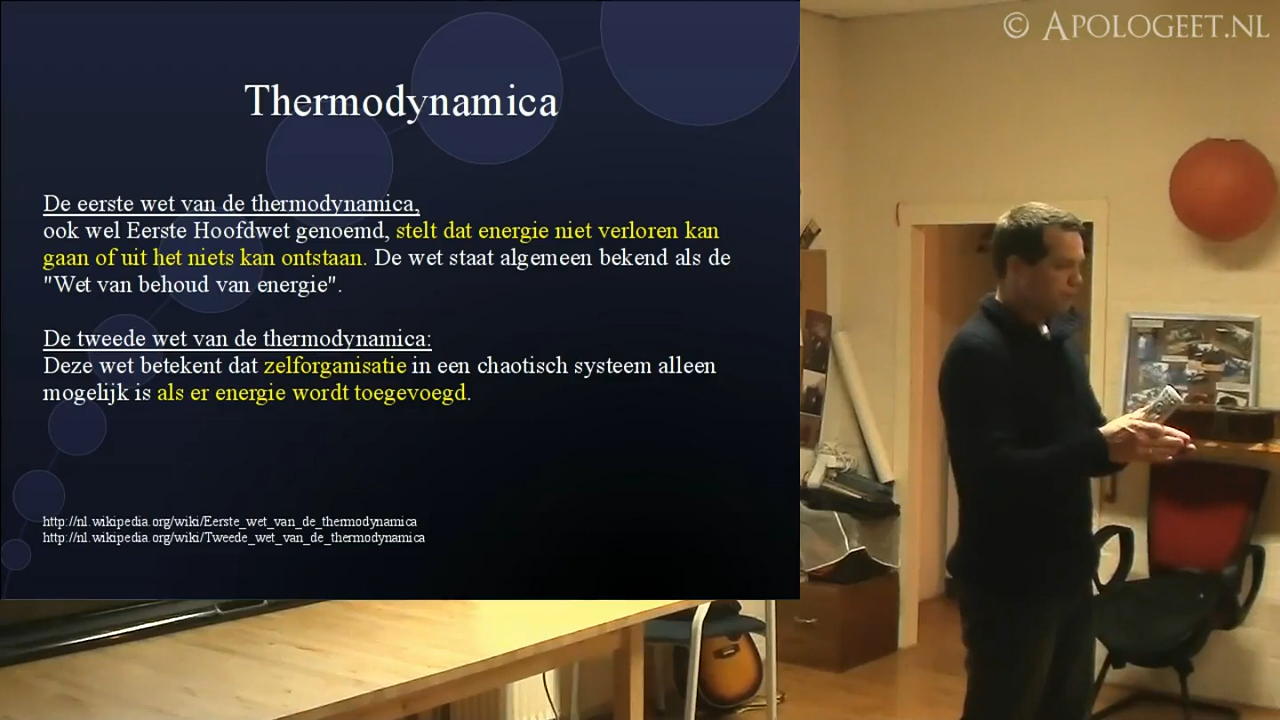 © APOLOGEET.NL
Thermodynamica
De eerste wet van de thermodynamica,
ook wel Eerste Hoofdwet genoemd, stelt dat energie niet verloren kan
gaan of uit het niets kan ontstaan. De wet staat algemeen bekend als de
"Wet van behoud van energie".
De tweede wet van de thermodynamica:
Deze wet betekent dat zelforganisatie in een chaotisch systeem alleen
mogelijk is als er energie wordt toegevoegd.
http://nl.wikipedia.org/wiki/Eerste_wet_van_de_thermodynamica
http://nl.wikipedia.org/wiki/Tweede_wet_van_de_thermodynamica